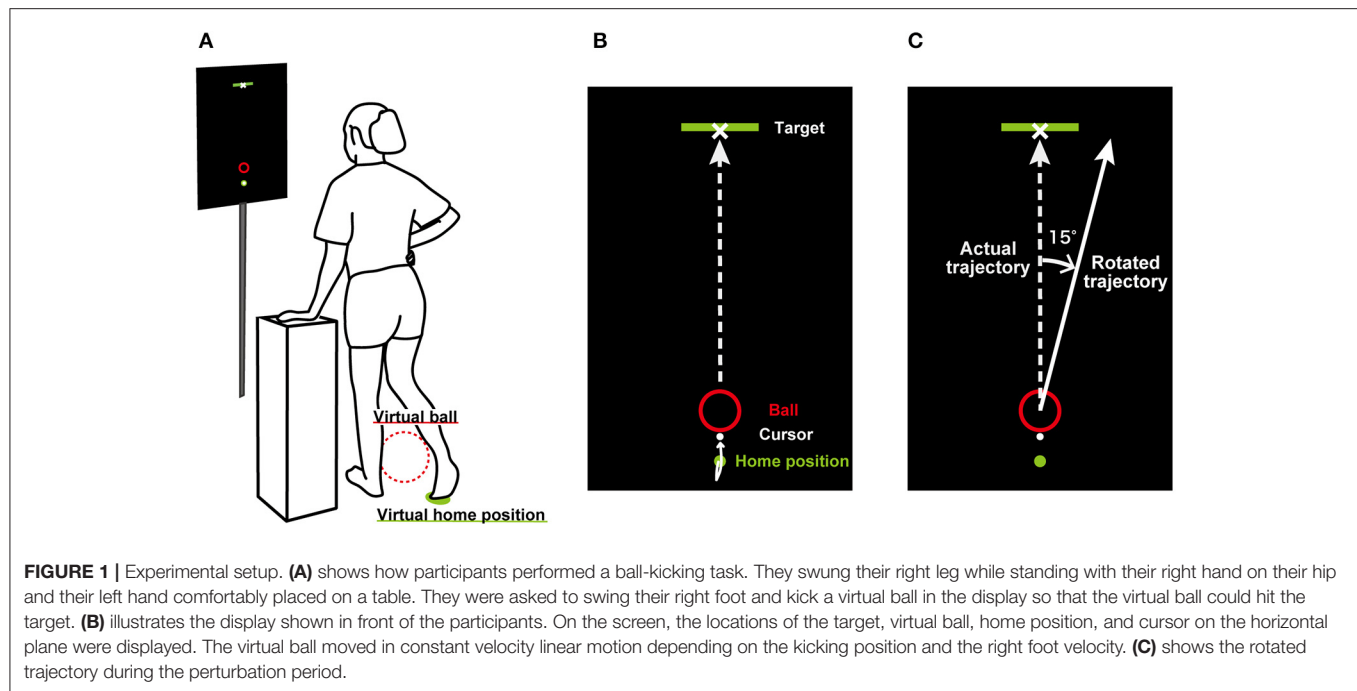 A
B
C
Target
Ball
Cursor
Home position
15°
Actual
trajectory
Rotated
trajectory
Virtual ball
Virtual home position
FIGURE 1 | Experimental setup. (A) shows how participants performed a ball-kicking task. They swung their right leg while standing with their right hand on their hip
and their left hand comfortably placed on a table. They were asked to swing their right foot and kick a virtual ball in the display so that the virtual ball could hit the
target. (B) illustrates the display shown in front of the participants. On the screen, the locations of the target, virtual ball, home position, and cursor on the horizontal
plane were displayed. The virtual ball moved in constant velocity linear motion depending on the kicking position and the right foot velocity. (C) shows the rotated
trajectory during the perturbation period.